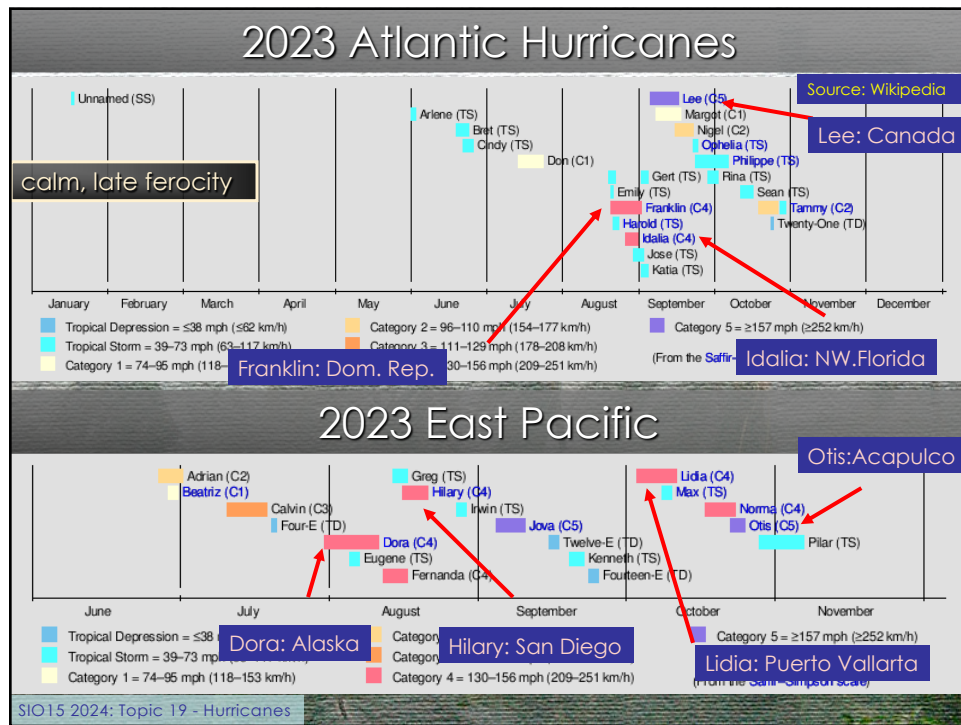 2023 Atlantic Hurricanes
Source: Wikipedia
Unnamed (SS)
Lee (C5)
Arlene (TS)
Margot (C1)
Lee: Canada
Bret (TS)
Nigel (C2)
Cindy (TS)
Ophelia (TS)
Don (C1)
Philippe (TS)
calm, late ferocity
Gert (TS)
Rina (TS)
Emily (TS)
Sean (TS)
Franklin (C4)
Tammy (C2)
Harold (TS)
Twenty-One (TD)
Idalia (C4)
Jose (TS)
Katia (TS)
January February March April May June July August September October November December
Tropical Depression = ≤38 mph (≤62 km/h)
Category 2 = 96–110 mph (154–177 km/h)
Category 5 = ≥157 mph (≥252 km/h)
Tropical Storm = 39–73 mph (63–117 km/h)
Category 3 = 111–129 mph (178–208 km/h)
(From the Saffir–
Idalia: NW.Florida
Category 1 = 74–95 mph (118–
Franklin: Dom. Rep.
30–156 mph (209–251 km/h)
2023 East Pacific
Otis:Acapulco
Adrian (C2)
Greg (TS)
Lidia (C4)
Beatriz (C1)
Hilary (C4)
Max (TS)
Calvin (C3)
Irwin (TS)
Norma (C4)
Four-E (TD)
Jova (C5)
Otis (C5)
Dora (C4)
Twelve-E (TD)
Pilar (TS)
Eugene (TS)
Kenneth (TS)
Fernanda (C4)
Fourteen-E (TD)
June July August September October November
Tropical Depression = ≤38
Dora: Alaska
Categ
Hilary: San Diego
Category 5 = ≥157 mph (≥252 km/h)
Tropical Storm = 39–73 mph
Categ
Lidia: Puerto Vallarta
Category 1 = 74–95 mph (118–153 km/h)
Category 4 = 130–156 mph (209–251 km/h)
(From the Saffir–Simpson scale)
SIO15 2024: Topic 19 - Hurricanes